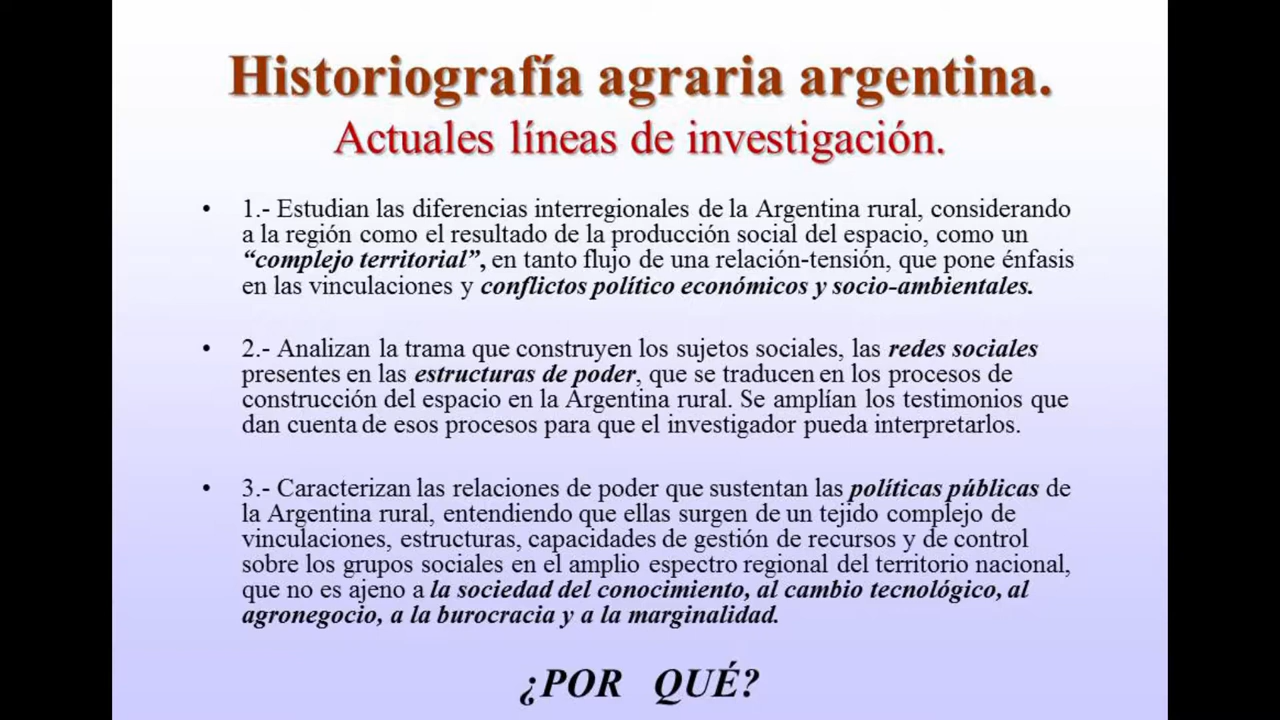 Historiografía agraria argentina.
Actuales líneas de investigación.
• 1.- Estudian las diferencias interregionales de la Argentina rural, considerando
a la región como el resultado de la producción social del espacio, como un
“complejo territorial”, en tanto flujo de una relación-tensión, que pone énfasis
en las vinculaciones y conflictos político económicos y socio-ambientales.
• 2.- Analizan la trama que construyen los sujetos sociales, las redes sociales
presentes en las estructuras de poder, que se traducen en los procesos de
construcción del espacio en la Argentina rural. Se amplían los testimonios que
dan cuenta de esos procesos para que el investigador pueda interpretarlos.
• 3.- Caracterizan las relaciones de poder que sustentan las políticas públicas de
la Argentina rural, entendiendo que ellas surgen de un tejido complejo de
vinculaciones, estructuras, capacidades de gestión de recursos y de control
sobre los grupos sociales en el amplio espectro regional del territorio nacional,
que no es ajeno a la sociedad del conocimiento, al cambio tecnológico, al
agronegocio, a la burocracia y a la marginalidad.
¿POR QUÉ?